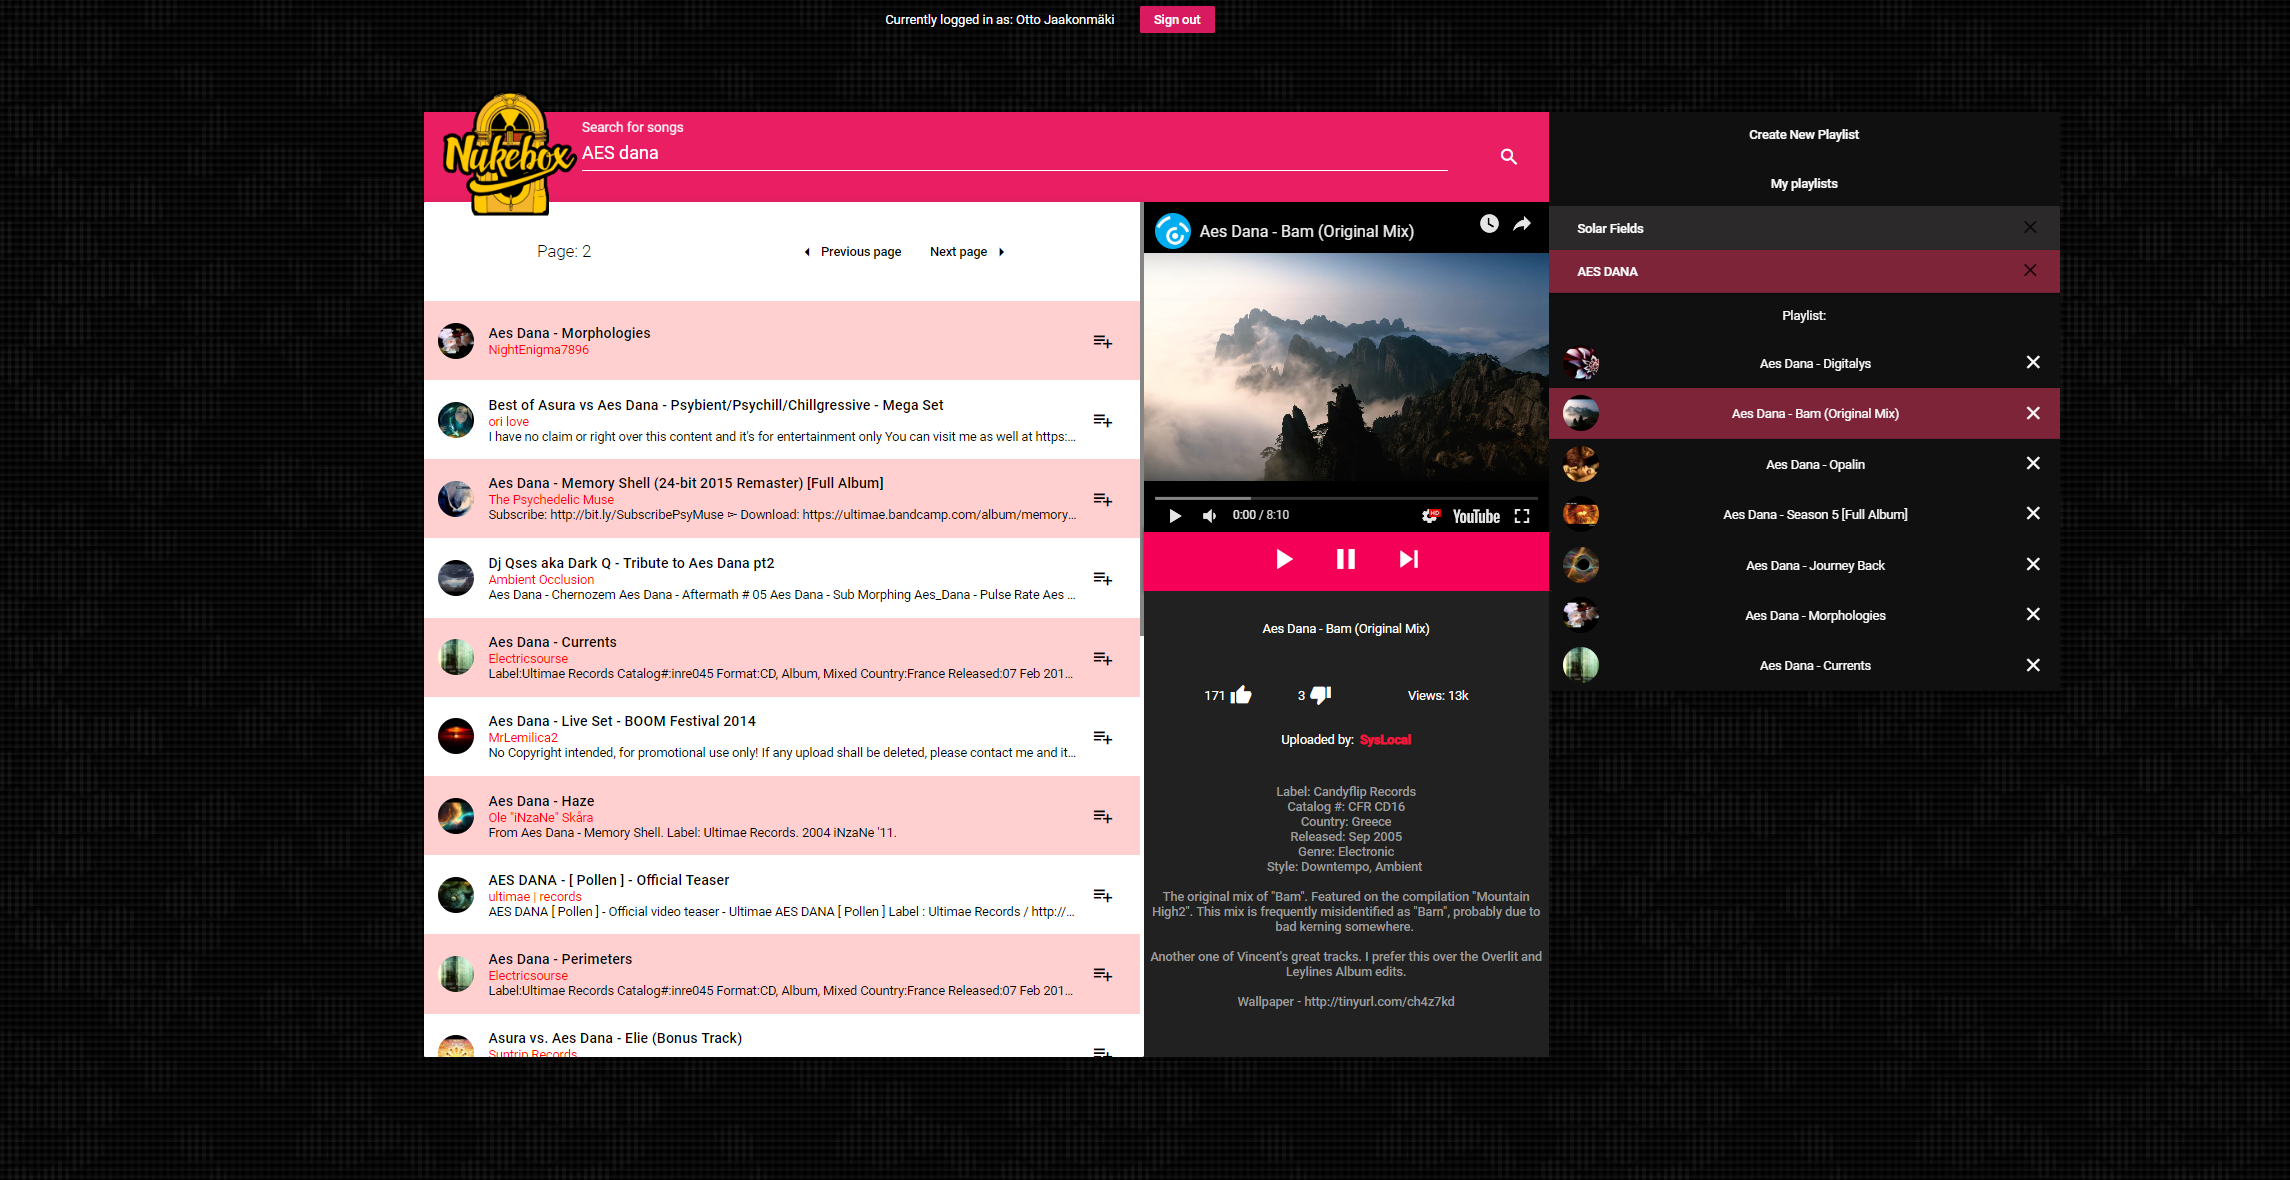 Currently logged in as: Otto Jaakonmäki
Sign out
Nukebox
Search for songs
AES dana
Page: 2
Previous page
Next page
Aes Dana - Morphologies
NightEnigma7896
Best of Asura vs Aes Dana - Psybient/Psychill/Chillgressive - Mega Set
ori love
I have no claim or right over this content and it's for entertainment only You can visit me as well at https:...
Aes Dana - Memory Shell (24-bit 2015 Remaster) [Full Album]
The Psychedelic Muse
Subscribe: http://bit.ly/SubscribePsyMuse ▻ Download: https://ultimae.bandcamp.com/album/memory...
Dj Qses aka Dark Q - Tribute to Aes Dana pt2
Ambient Occlusion
Aes Dana - Chernozem Aes Dana - Aftermath # 05 Aes Dana - Sub Morphing Aes_Dana - Pulse Rate Aes ...
Aes Dana - Currents
Electricsourse
Label:Ultimae Records Catalog#:inre045 Format:CD, Album, Mixed Country:France Released:07 Feb 201...
Aes Dana - Live Set - BOOM Festival 2014
MrLemilica2
No Copyright intended, for promotional use only! If any upload shall be deleted, please contact me and it...
Aes Dana - Haze
Ole "iNzaNe" Skåra
From Aes Dana - Memory Shell. Label: Ultimae Records. 2004 iNzaNe '11.
AES DANA - [ Pollen ] - Official Teaser
ultimae | records
AES DANA [ Pollen ] - Official video teaser - Ultimae AES DANA [ Pollen ] Label : Ultimae Records / http://...
Aes Dana - Perimeters
Electricsourse
Label:Ultimae Records Catalog#:inre045 Format:CD, Album, Mixed Country:France Released:07 Feb 201...
Asura vs. Aes Dana - Elie (Bonus Track)
Suntrip Records
Aes Dana - Bam (Original Mix)
0:00 / 8:10
HD
YouTube
Aes Dana - Bam (Original Mix)
171
3
Views: 13k
Uploaded by: SysLocal
Label: Candyflip Records
Catalog #: CFR CD16
Country: Greece
Released: Sep 2005
Genre: Electronic
Style: Downtempo, Ambient
The original mix of "Bam". Featured on the compilation "Mountain
High2". This mix is frequently misidentified as "Barn", probably due to
bad kerning somewhere.
Another one of Vincent's great tracks. I prefer this over the Overlit and
Leylines Album edits.
Wallpaper - http://tinyurl.com/ch4z7kd
Create New Playlist
My playlists
Solar Fields
AES DANA
Playlist:
Aes Dana - Digitalys
Aes Dana - Bam (Original Mix)
Aes Dana - Opalin
Aes Dana - Season 5 [Full Album]
Aes Dana - Journey Back
Aes Dana - Morphologies
Aes Dana - Currents